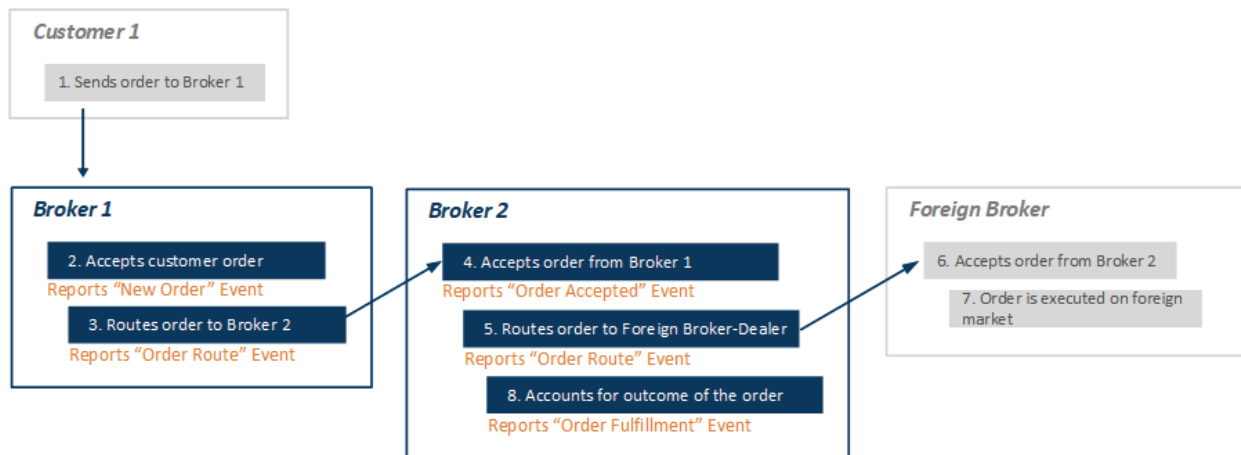 Customer 1
1. Sends order to Broker 1
Broker 1
2. Accepts customer order
Reports “New Order” Event
3. Routes order to Broker 2
Reports “Order Route” Event
Broker 2
4. Accepts order from Broker 1
Reports “Order Accepted” Event
5. Routes order to Foreign Broker-Dealer
Reports “Order Route” Event
8. Accounts for outcome of the order
Reports “Order Fulfillment” Event
Foreign Broker
6. Accepts order from Broker 2
7. Order is executed on foreign
market